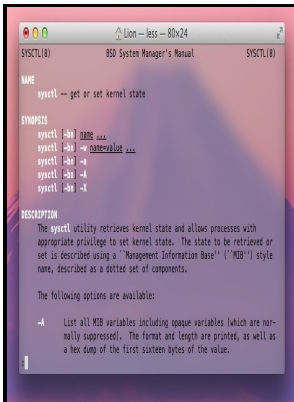 Lion — less — 80x24
SYSCTL(8) BSD System Manager's Manual SYSCTL(8)
NAME
sysctl -- get or set kernel state
SYNOPSIS
sysctl [-bn] name ...
sysctl [-bn] -w name=value ...
sysctl [-bn] -a
sysctl [-bn] -A
sysctl [-bn] -X
DESCRIPTION
The sysctl utility retrieves kernel state and allows processes with
appropriate privilege to set kernel state. The state to be retrieved or
set is described using a ``Management Information Base'' (``MIB'') style
name, described as a dotted set of components.
The following options are available:
-A List all MIB variables including opaque variables (which are nor-
mally suppressed). The format and length are printed, as well as
a hex dump of the first sixteen bytes of the value.
: